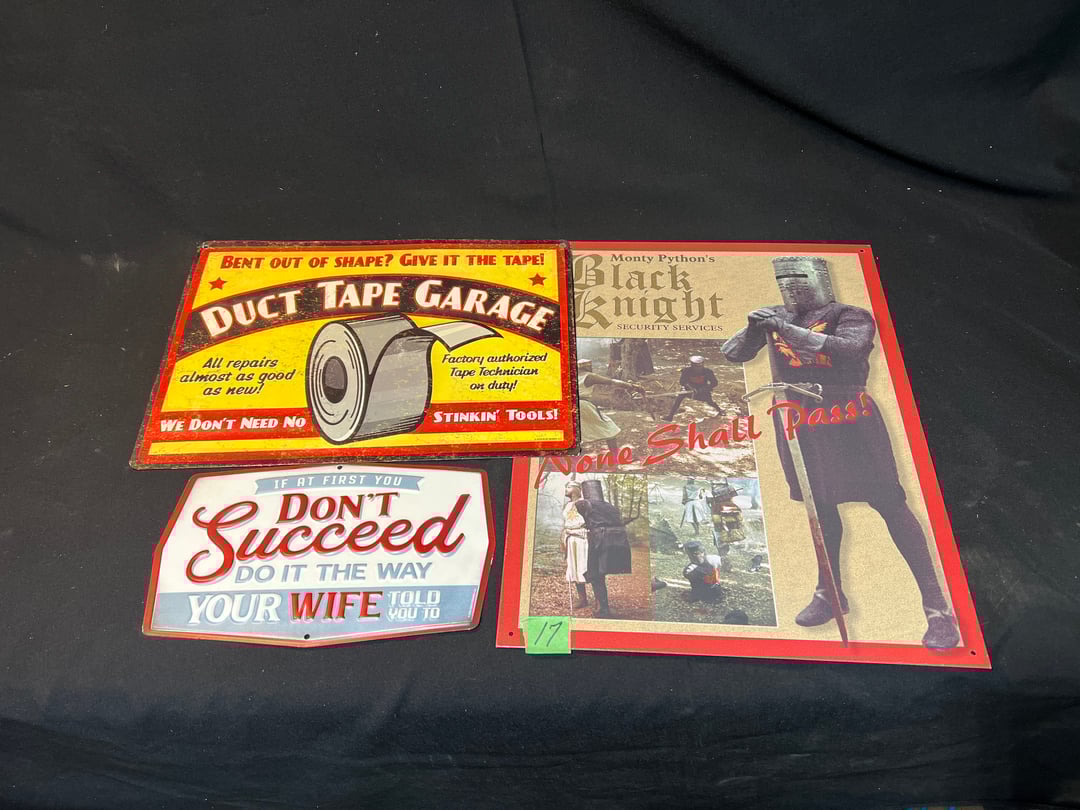 BENT OUT OF SHAPE? GIVE IT THE TAPE!
DUCT TAPE GARAGE
All repairs
almost as good
as new!
Factory authorized
Tape Technician
on duty!
WE DON'T NEED NO
STINKIN' TOOLS!
IF AT FIRST YOU
DON'T
Succeed
DO IT THE WAY
YOUR WIFE TOLD
YOU TO
Monty Python's
Black
Knight
SECURITY SERVICES
None Shall Pass!
17